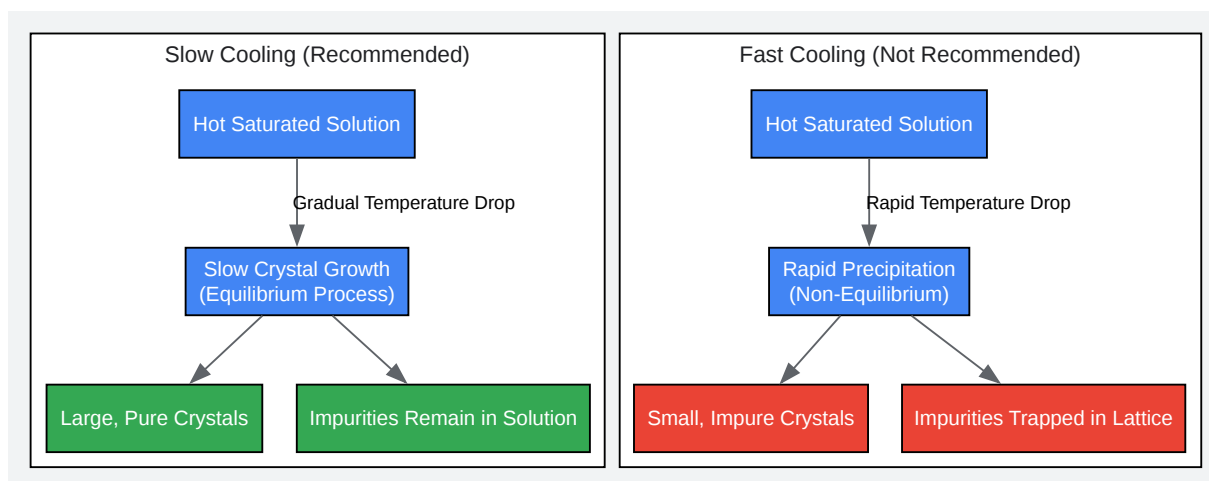 Slow Cooling (Recommended)
Hot Saturated Solution
Gradual Temperature Drop
Slow Crystal Growth
(Equilibrium Process)
Large, Pure Crystals
Impurities Remain in Solution
Fast Cooling (Not Recommended)
Hot Saturated Solution
Rapid Temperature Drop
Rapid Precipitation
(Non-Equilibrium)
Small, Impure Crystals
Impurities Trapped in Lattice